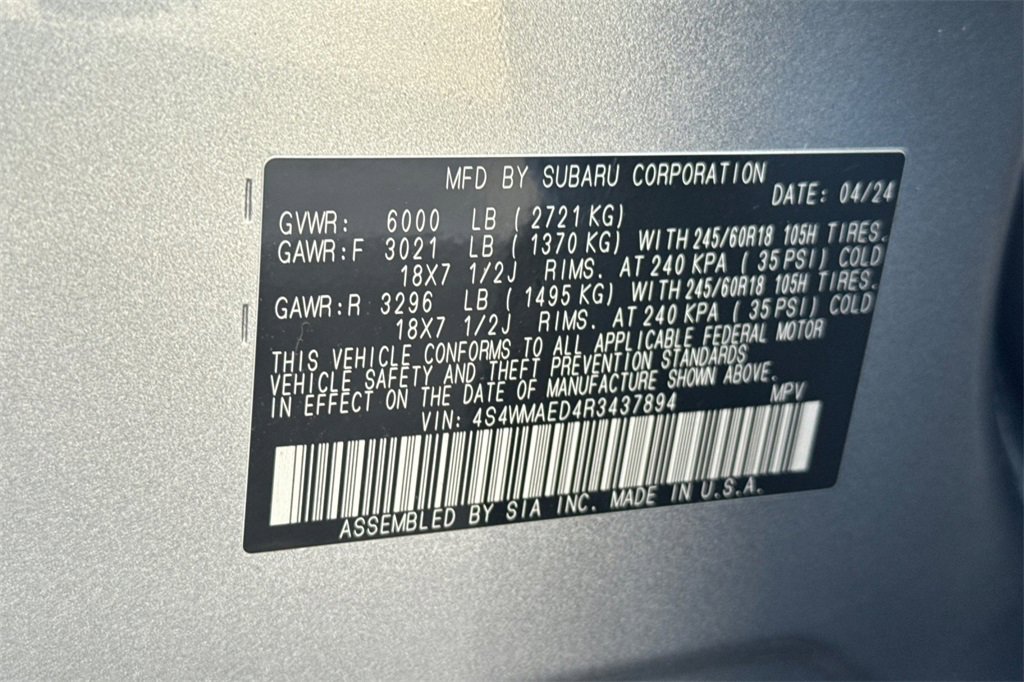 MFD BY SUBARU CORPORATION
DATE: 04/24
GVWR: 6000 LB ( 2721 KG)
GAWR:F 3021 LB ( 1370 KG) WITH 245/60R18 105H TIRES.
18X7 1/2J RIMS. AT 240 KPA ( 35 PSI) COLD
GAWR:R 3296 LB ( 1495 KG) WITH 245/60R18 105H TIRES.
18X7 1/2J RIMS. AT 240 KPA ( 35 PSI) COLD
THIS VEHICLE CONFORMS TO ALL APPLICABLE FEDERAL MOTOR
VEHICLE SAFETY AND THEFT PREVENTION STANDARDS
IN EFFECT ON THE DATE OF MANUFACTURE SHOWN ABOVE.
VIN: 4S4WMAED4R3437894 MPV
ASSEMBLED BY SIA INC. MADE IN U.S.A.